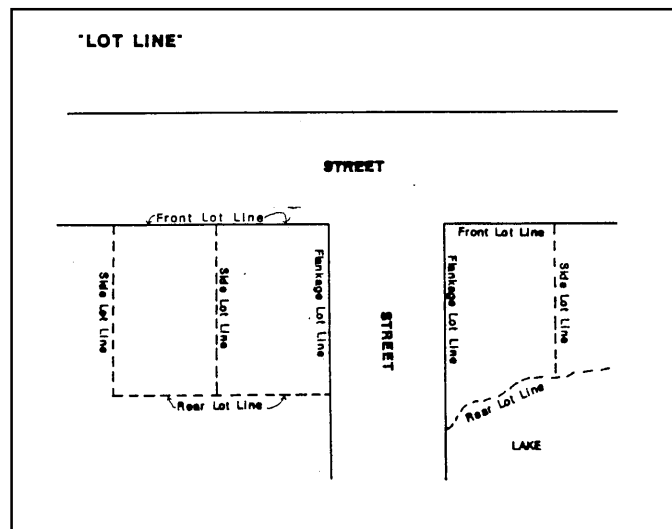 "LOT LINE"
STREET
Front Lot Line
Front Lot Line
Side Lot Line
Side Lot Line
Flankage Lot Line
STREET
Flankage Lot Line
Side Lot Line
Rear Lot Line
Rear Lot Line
LAKE